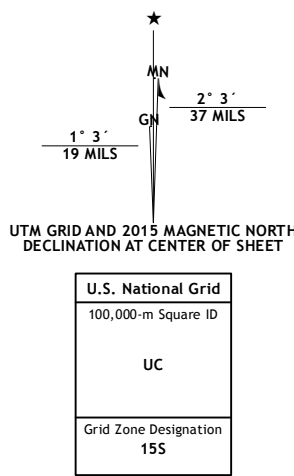 ★
MN
2° 3´
37 MILS
GN
1° 3´
19 MILS
UTM GRID AND 2015 MAGNETIC NORTH
DECLINATION AT CENTER OF SHEET
U.S. National Grid
100,000-m Square ID
UC
Grid Zone Designation
15S